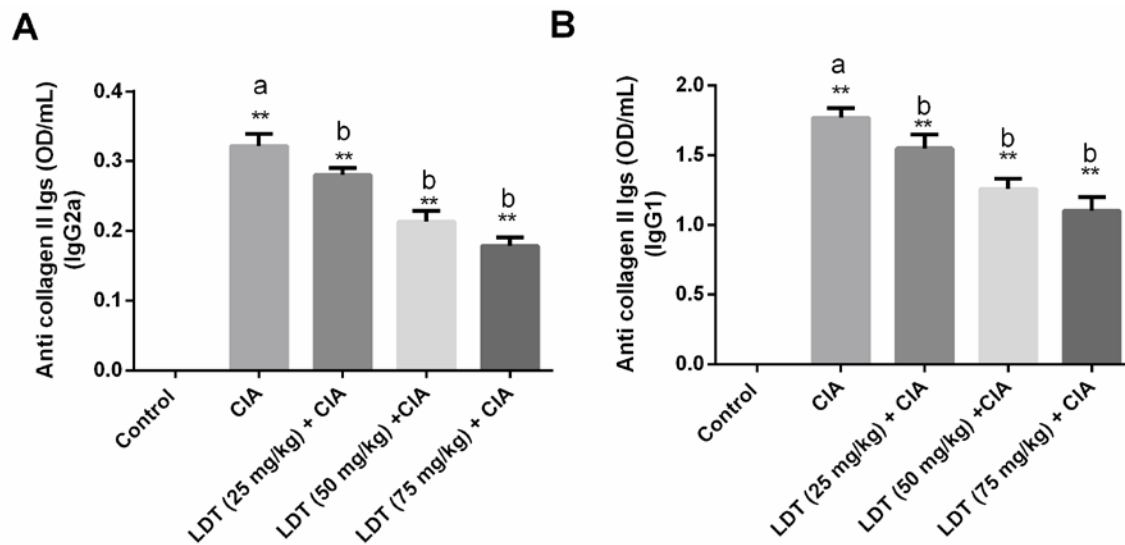 A
Anti collagen II Igs (OD/mL)
(IgG2a)
0.4
0.3
0.2
0.1
0.0
a
**
b
**
b
**
b
**
Control
CIA
LDT (25 mg/kg) + CIA
LDT (50 mg/kg) +CIA
LDT (75 mg/kg) + CIA
B
Anti collagen II Igs (OD/mL)
(IgG1)
2.0
1.5
1.0
0.5
0.0
a
**
b
**
b
**
b
**
Control
CIA
LDT (25 mg/kg) + CIA
LDT (50 mg/kg) +CIA
LDT (75 mg/kg) + CIA